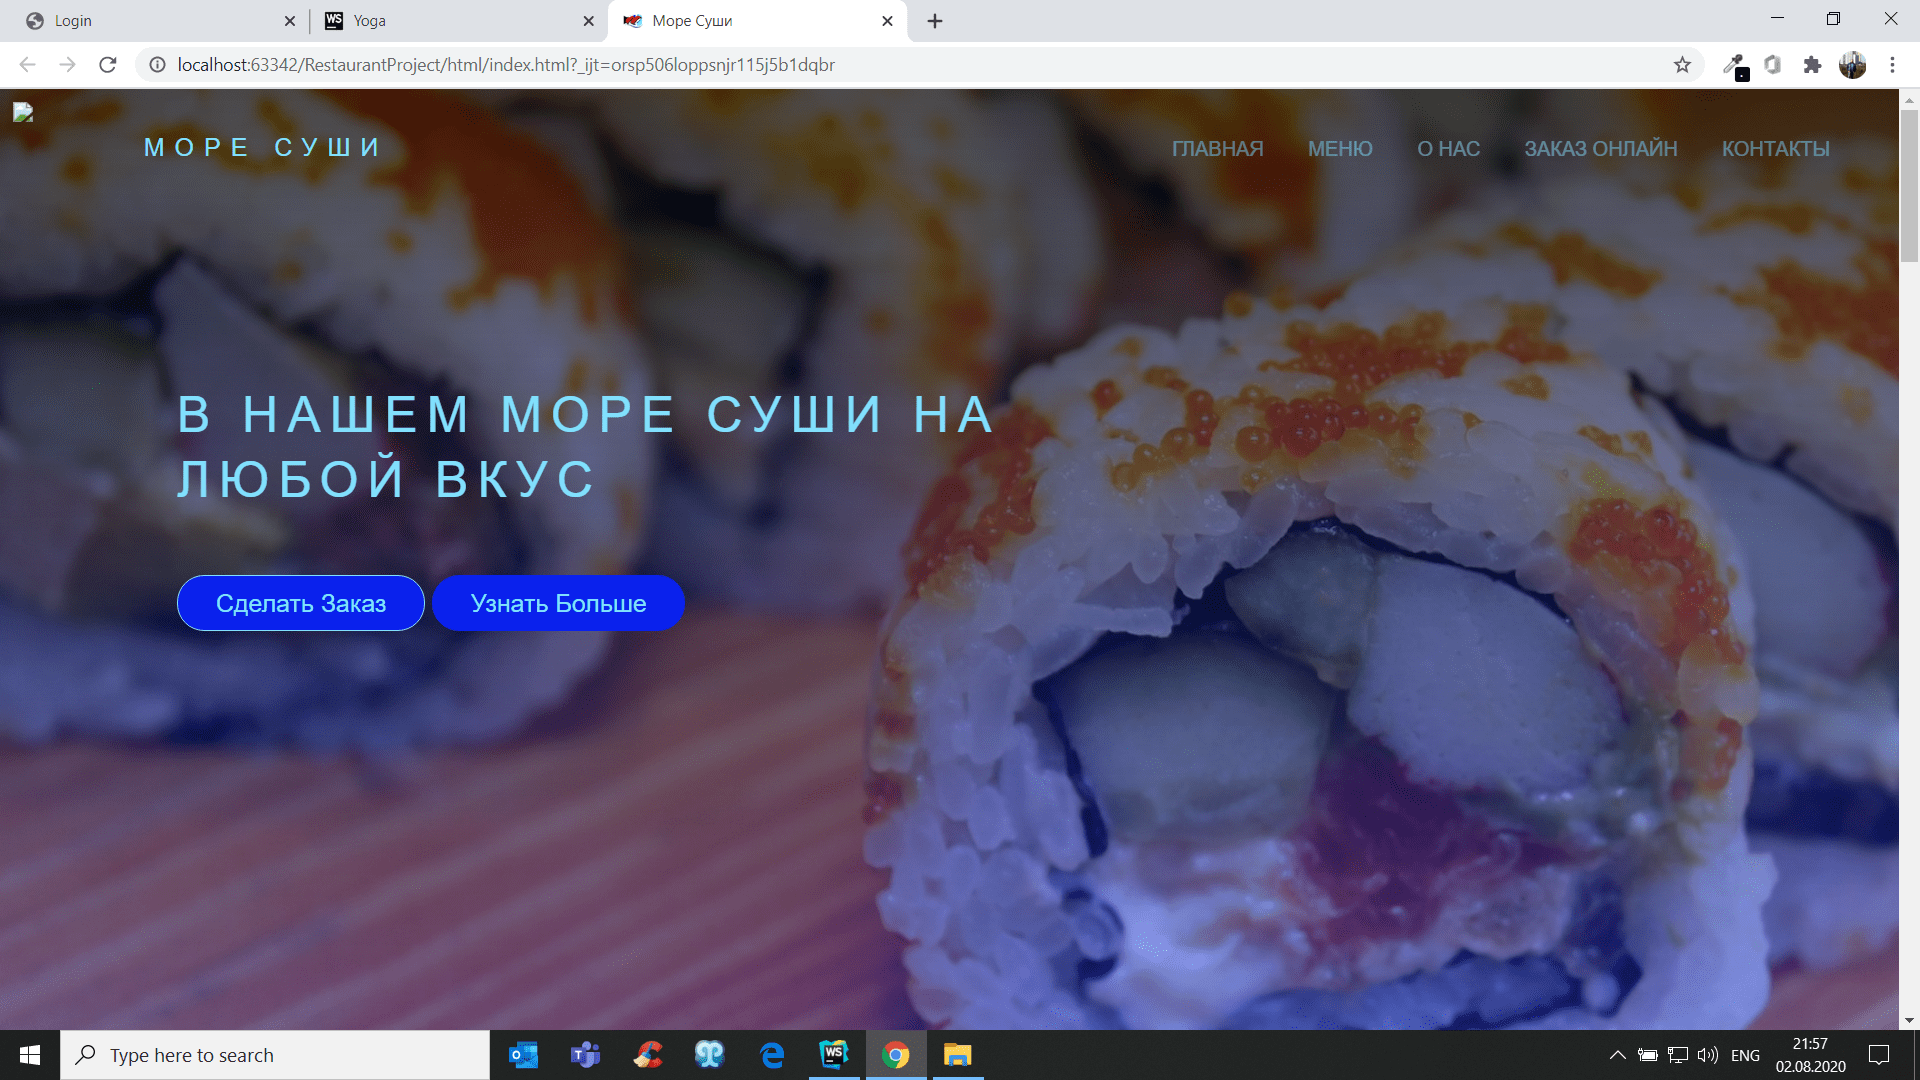 Login
Yoga
Море Суши
localhost:63342/RestaurantProject/html/index.html?_ijt=orsp506loppsnjr115j5b1dqbr
МОРЕ СУШИ
ГЛАВНАЯ МЕНЮ О НАС ЗАКАЗ ОНЛАЙН КОНТАКТЫ
В НАШЕМ МОРЕ СУШИ НА
ЛЮБОЙ ВКУС
Сделать Заказ Узнать Больше
Type here to search
ENG
21:57
02.08.2020